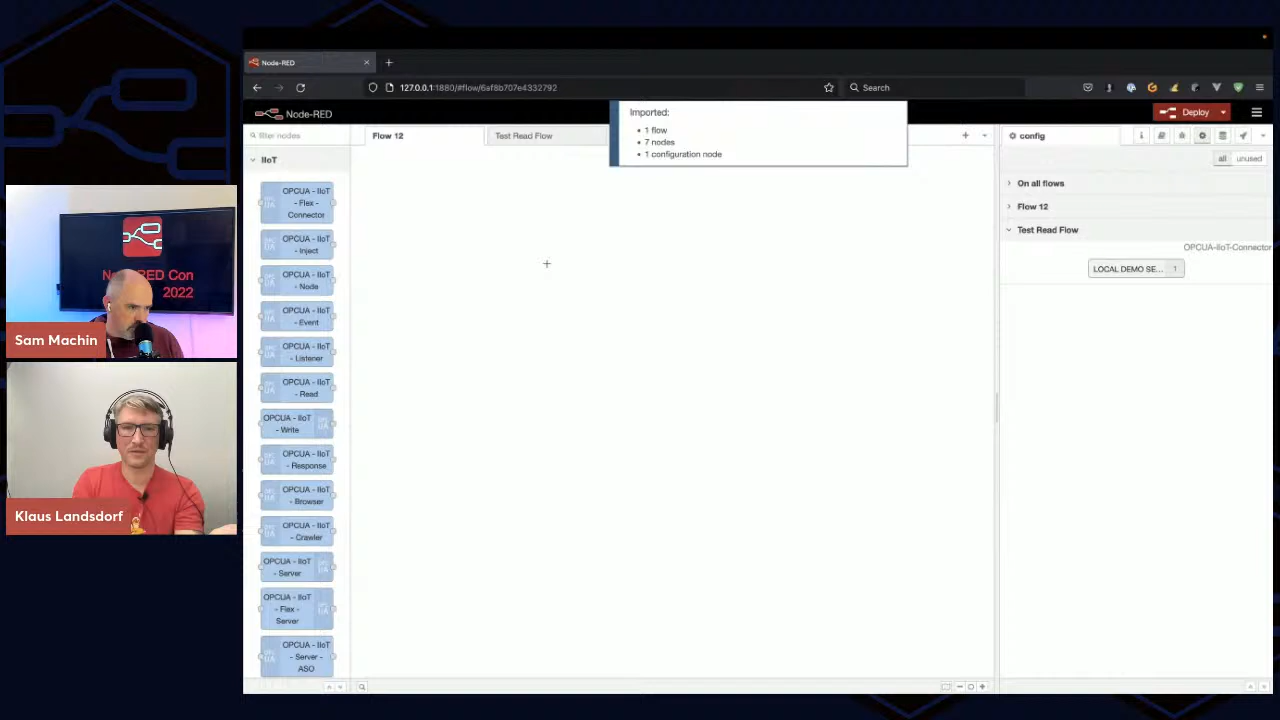 Node-RED
127.0.0.1:1880/#flow/6af8b707e4332792
Search
Node-RED
Deploy
Imported:
1 flow
7 nodes
1 configuration node
filter nodes
Flow 12
Test Read Flow
config
all
unused
IIoT
OPCUA - IIoT
- Flex -
Connector
OPCUA - IIoT
- Inject
OPCUA - IIoT
- Node
OPCUA - IIoT
- Event
OPCUA - IIoT
- Listener
OPCUA - IIoT
- Read
OPCUA - IIoT
- Write
OPCUA - IIoT
- Response
OPCUA - IIoT
- Browser
OPCUA - IIoT
- Crawler
OPCUA - IIoT
- Server
OPCUA - IIoT
- Flex -
Server
OPCUA - IIoT
- Server -
ASO
On all flows
Flow 12
Test Read Flow
OPCUA-IIoT-Connector
LOCAL DEMO SE... 1
RED Con
2022
Sam Machin
Klaus Landsdorf